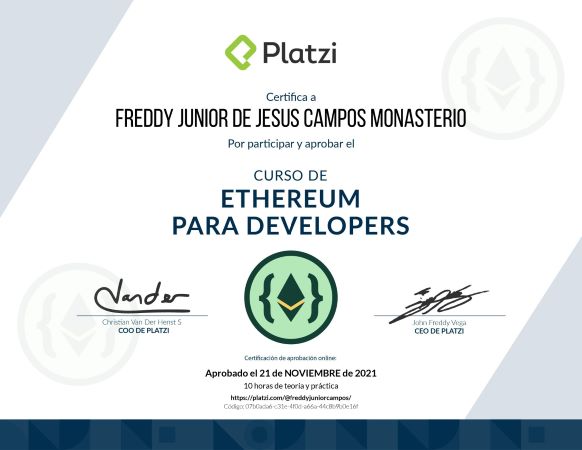 Platzi
Certifica a
FREDDY JUNIOR DE JESUS CAMPOS MONASTERIO
Por participar y aprobar el
CURSO DE
ETHEREUM
PARA DEVELOPERS
Christian Van Der Henst S
COO DE PLATZI
John Freddy Vega
CEO DE PLATZI
Certificación de aprobación online:
Aprobado el 21 de NOVIEMBRE de 2021
10 horas de teoría y práctica
https://platzi.com/@freddyjuniorcampos/
Código: 07b0ada6-c31e-4f0d-a66a-44c8b9b0e16f